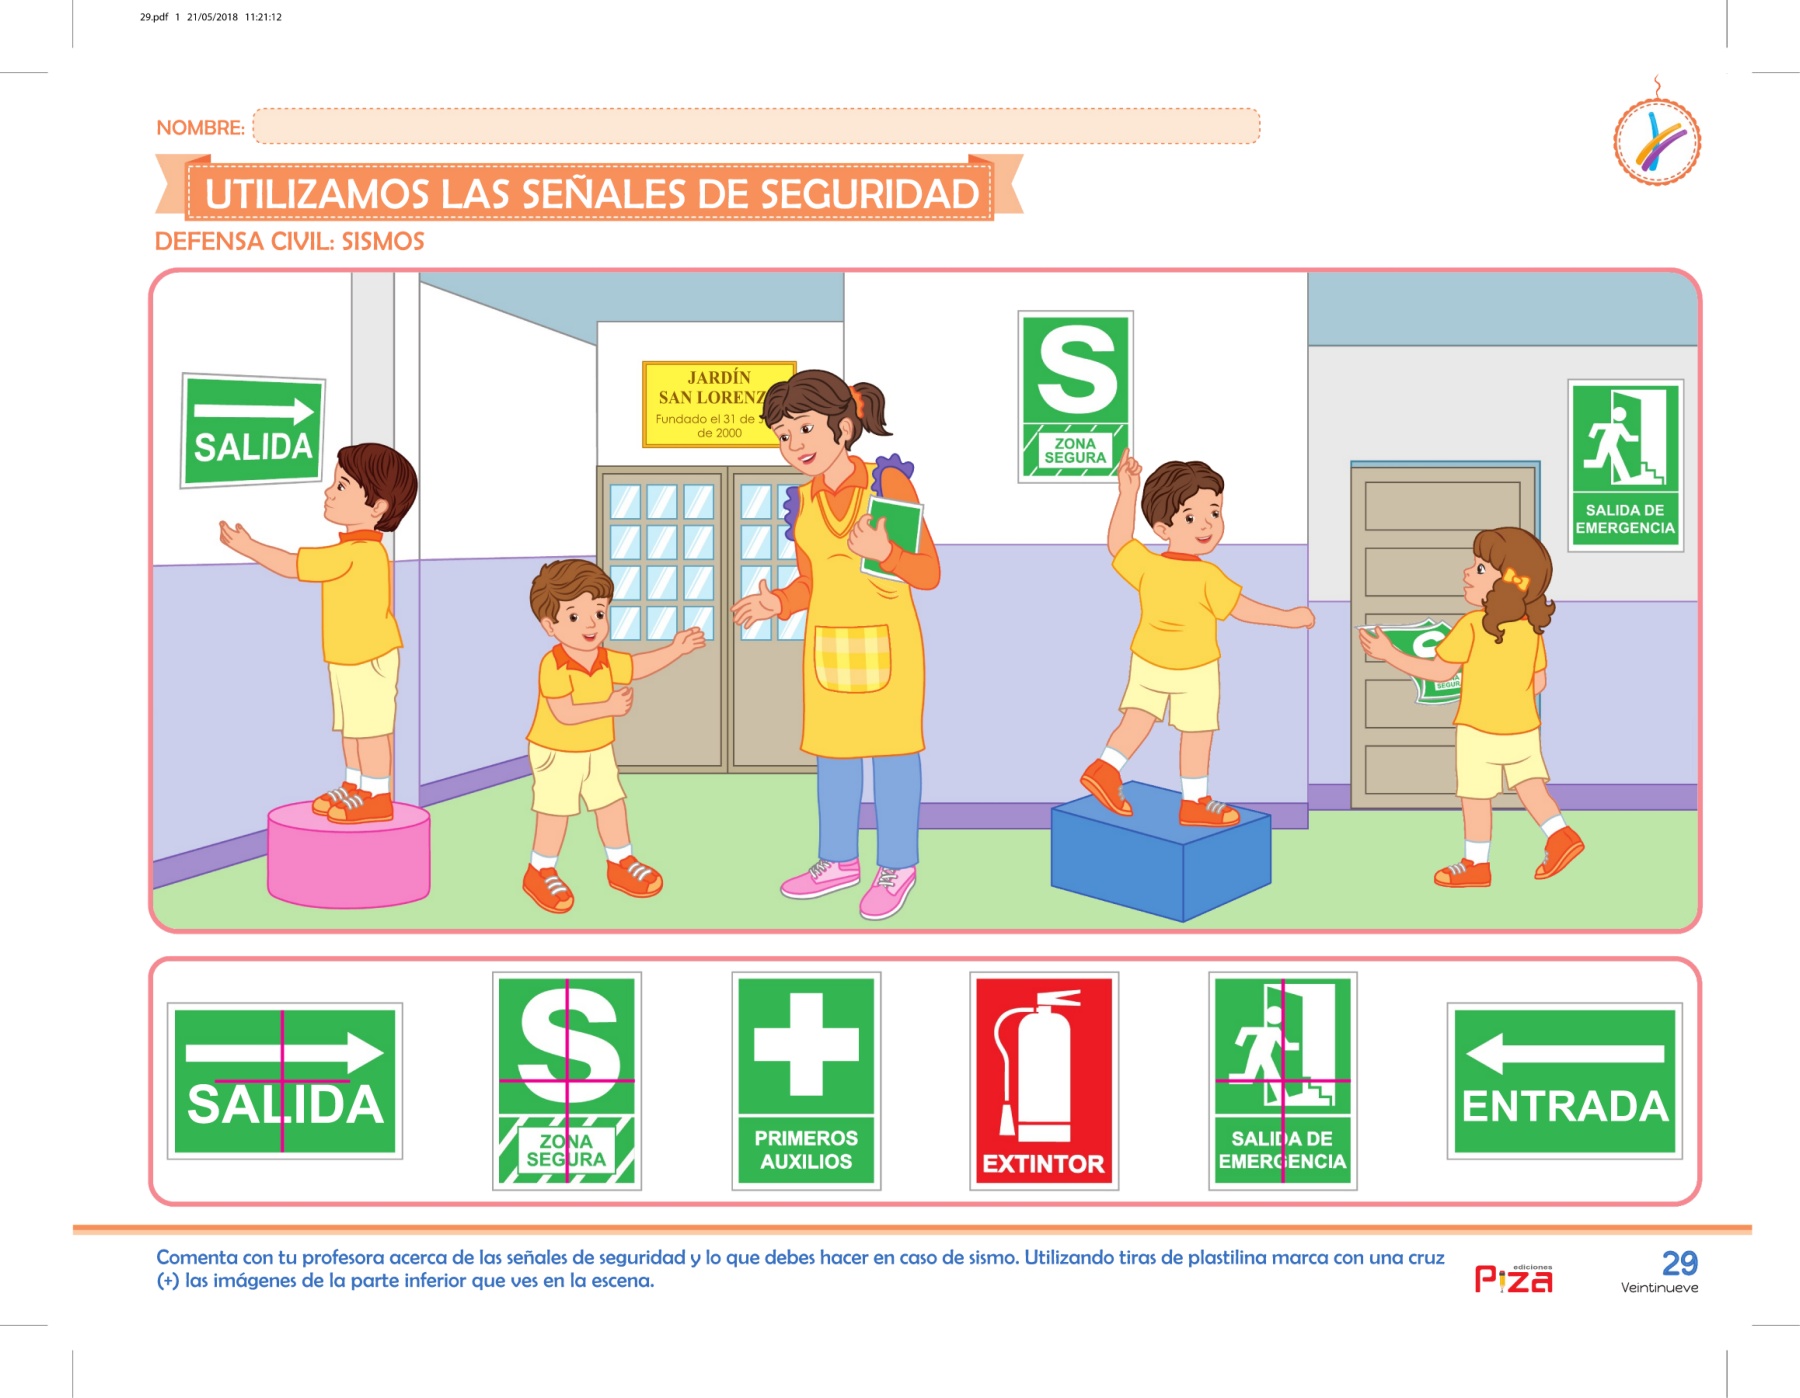 29.pdf 1 21/05/2018 11:21:12
NOMBRE:
UTILIZAMOS LAS SEÑALES DE SEGURIDAD
DEFENSA CIVIL: SISMOS
SALIDA
JARDÍN
SAN LORENZ
Fundado el 31 de
de 2000
S
ZONA
SEGURA
SALIDA DE
EMERGENCIA
S
SEGUR
SALIDA
S
ZONA
SEGURA
PRIMEROS
AUXILIOS
EXTINTOR
SALIDA DE
EMERGENCIA
ENTRADA
Comenta con tu profesora acerca de las señales de seguridad y lo que debes hacer en caso de sismo. Utilizando tiras de plastilina marca con una cruz
(+) las imágenes de la parte inferior que ves en la escena.
ediciones
Piza
29
Veintinueve